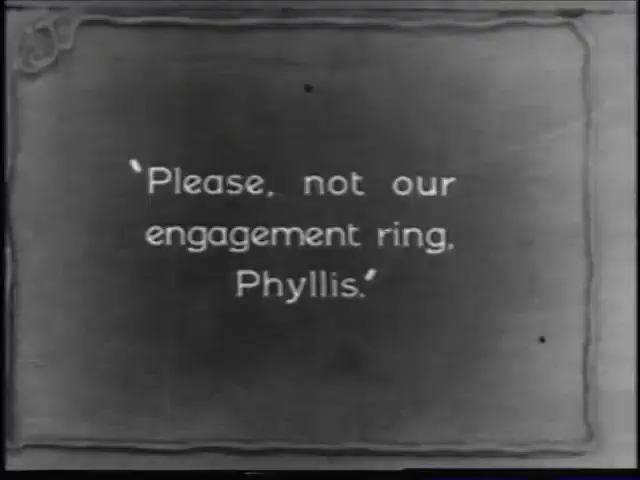 'Please, not our
engagement ring,
Phyllis.'